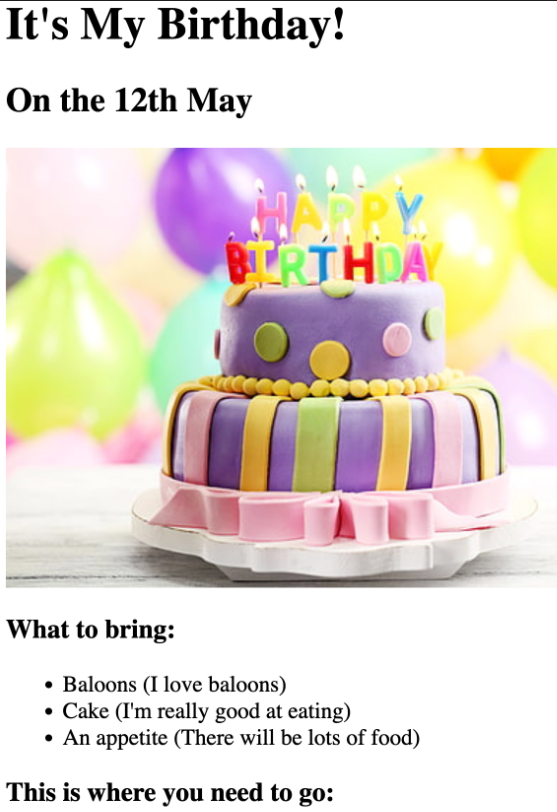 It's My Birthday!
On the 12th May
HAPPY
BIRTHDAY
What to bring:
Baloons (I love baloons)
Cake (I'm really good at eating)
An appetite (There will be lots of food)
This is where you need to go: